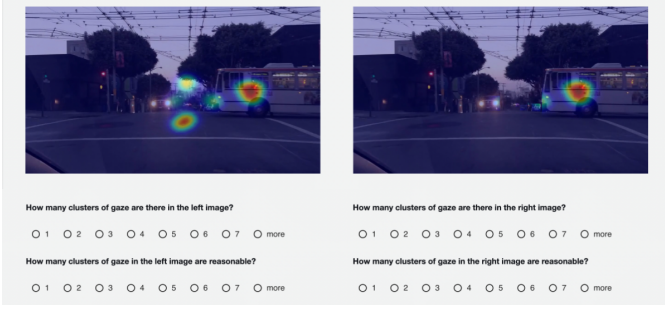 How many clusters of gaze are there in the left image?
1 2 3 4 5 6 7 more
How many clusters of gaze in the left image are reasonable?
1 2 3 4 5 6 7 more
How many clusters of gaze are there in the right image?
1 2 3 4 5 6 7 more
How many clusters of gaze in the right image are reasonable?
1 2 3 4 5 6 7 more